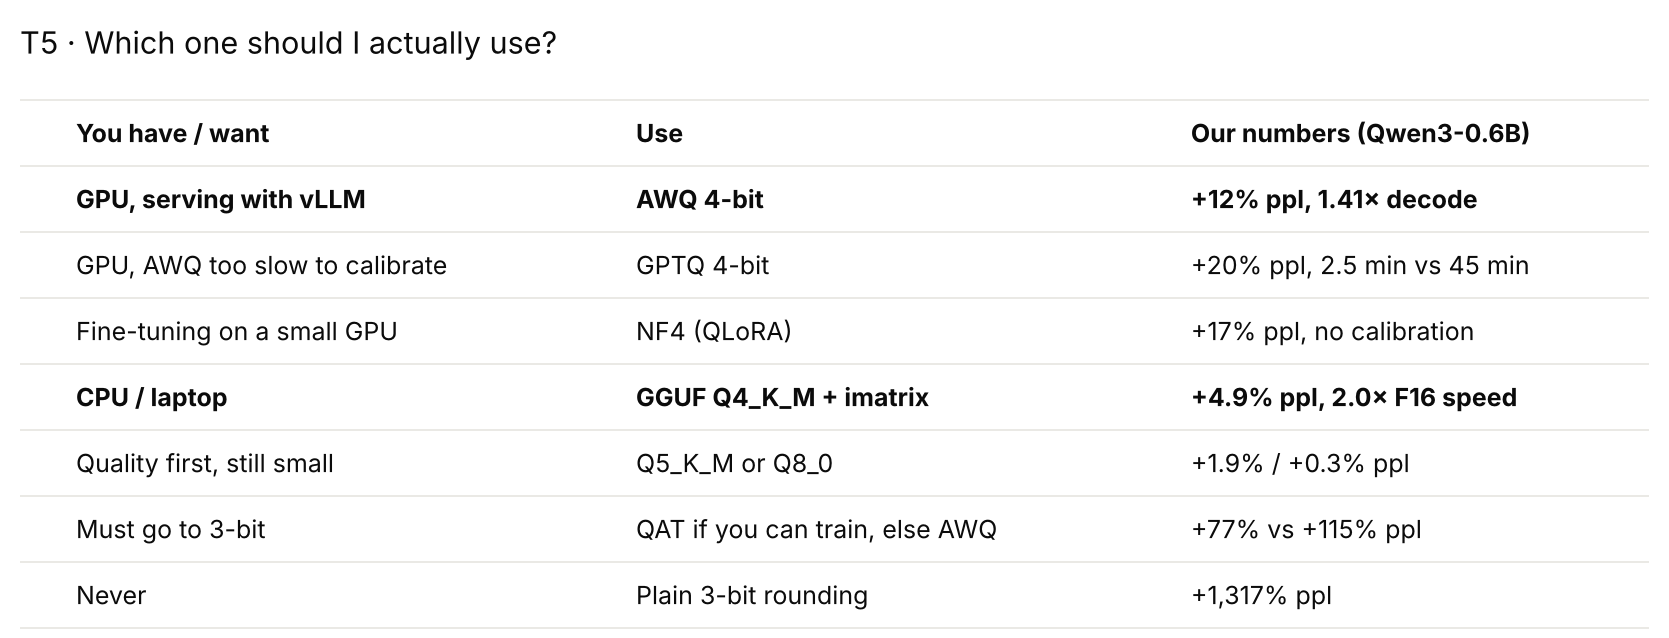 T5 · Which one should I actually use?
You have / want Use Our numbers (Qwen3-0.6B)
GPU, serving with vLLM AWQ 4-bit +12% ppl, 1.41× decode
GPU, AWQ too slow to calibrate GPTQ 4-bit +20% ppl, 2.5 min vs 45 min
Fine-tuning on a small GPU NF4 (QLoRA) +17% ppl, no calibration
CPU / laptop GGUF Q4_K_M + imatrix +4.9% ppl, 2.0× F16 speed
Quality first, still small Q5_K_M or Q8_0 +1.9% / +0.3% ppl
Must go to 3-bit QAT if you can train, else AWQ +77% vs +115% ppl
Never Plain 3-bit rounding +1,317% ppl